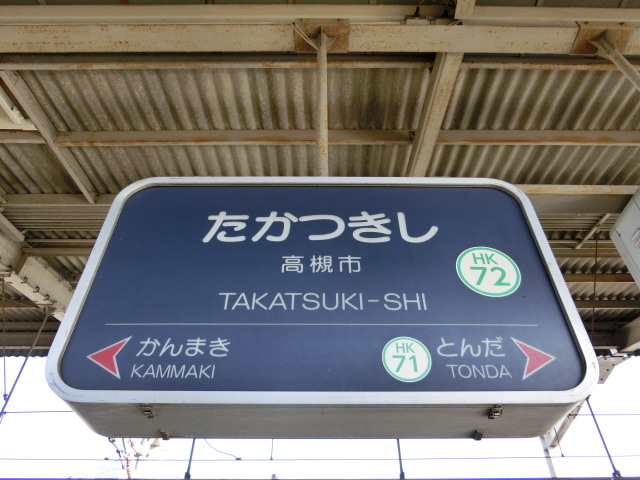 たかつきし
高槻市
HK
72
TAKATSUKI-SHI
かんまき
KAMMAKI
HK
71
とんだ
TONDA